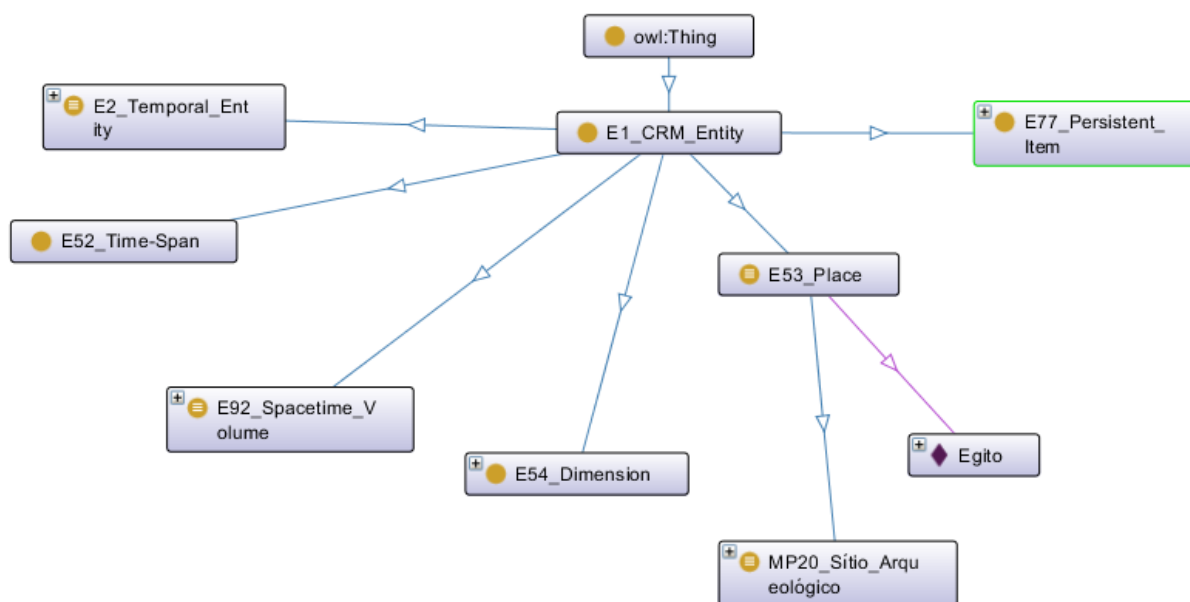 owl:Thing
E2_Temporal_Ent
ity
E1_CRM_Entity
E77_Persistent_
Item
E52_Time-Span
E53_Place
E92_Spacetime_V
olume
E54_Dimension
Egito
MP20_Sítio_Arqu
eológico